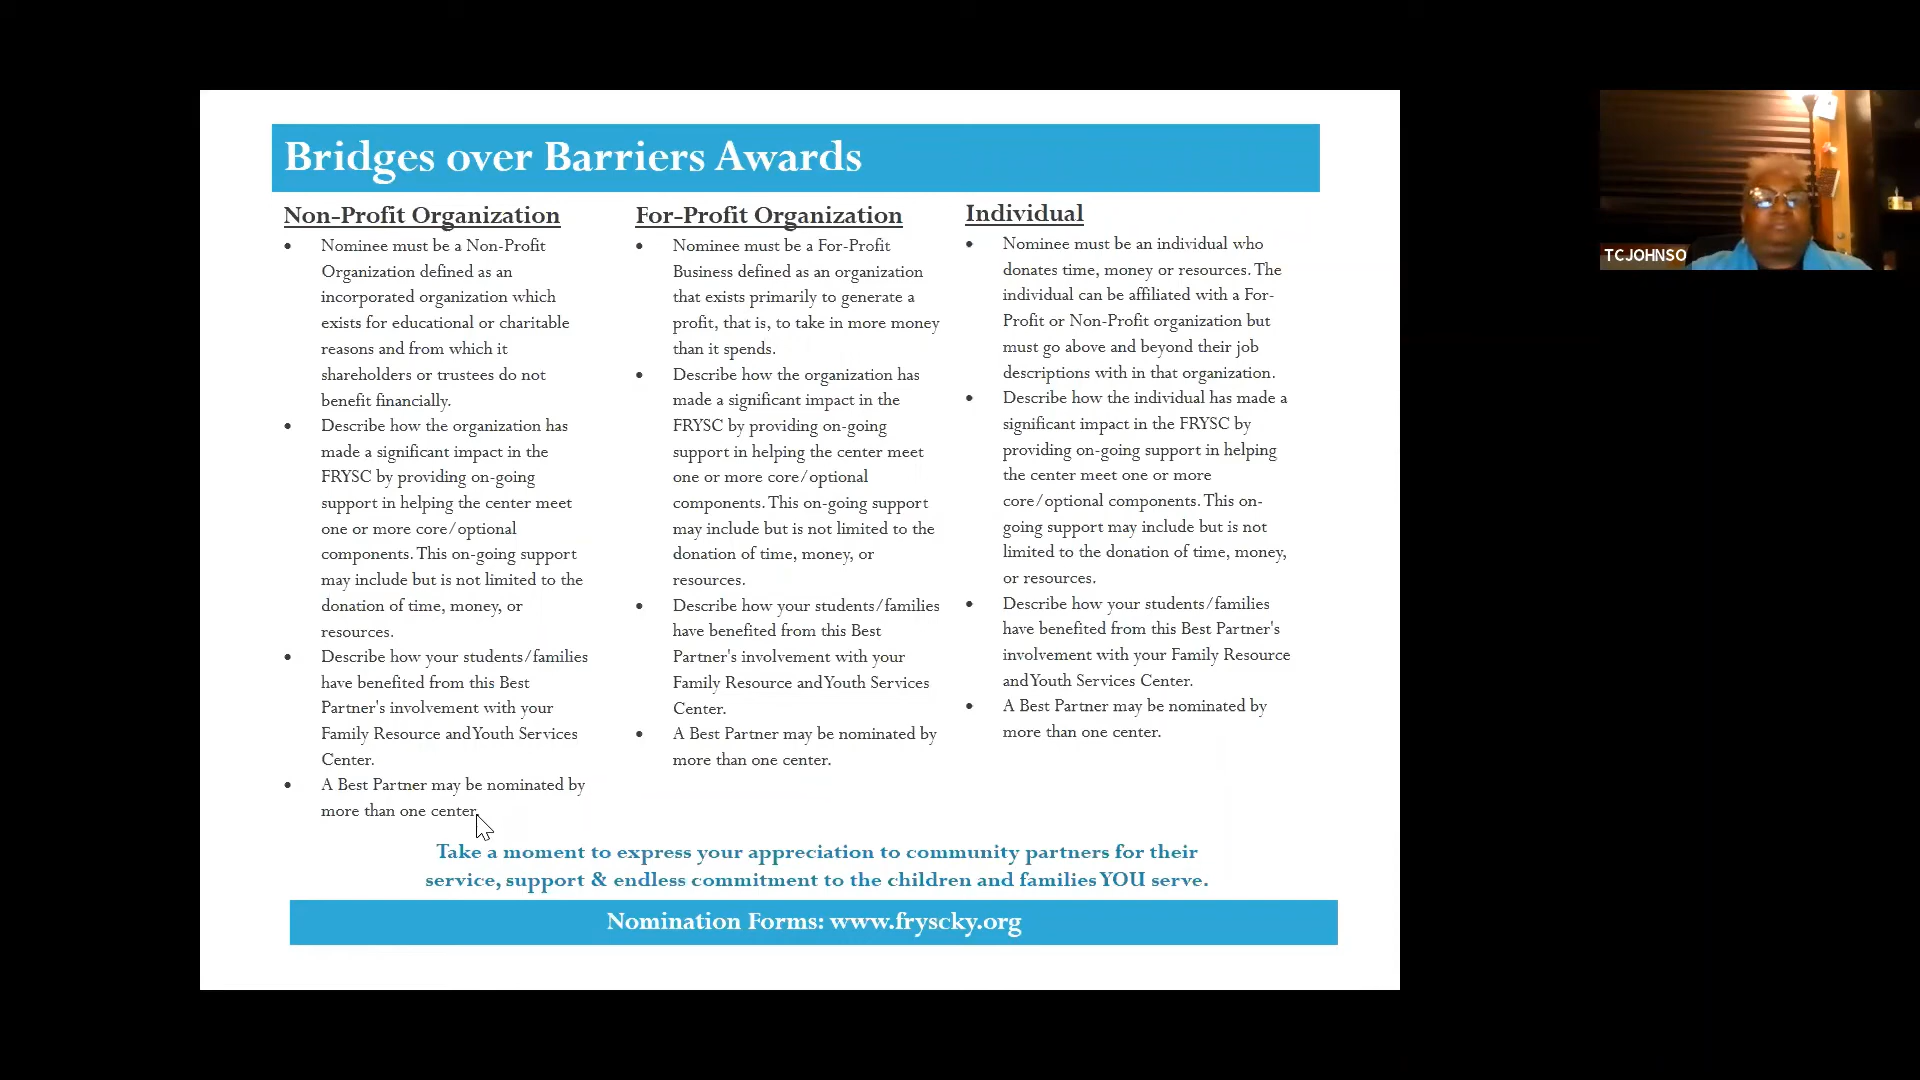 Bridges over Barriers Awards
Non-Profit Organization
• Nominee must be a Non-Profit
Organization defined as an
incorporated organization which
exists for educational or charitable
reasons and from which it
shareholders or trustees do not
benefit financially.
• Describe how the organization has
made a significant impact in the
FRYSC by providing on-going
support in helping the center meet
one or more core/optional
components. This on-going support
may include but is not limited to the
donation of time, money, or
resources.
• Describe how your students/families
have benefited from this Best
Partner's involvement with your
Family Resource and Youth Services
Center.
• A Best Partner may be nominated by
more than one center.
For-Profit Organization
• Nominee must be a For-Profit
Business defined as an organization
that exists primarily to generate a
profit, that is, to take in more money
than it spends.
• Describe how the organization has
made a significant impact in the
FRYSC by providing on-going
support in helping the center meet
one or more core/optional
components. This on-going support
may include but is not limited to the
donation of time, money, or
resources.
• Describe how your students/families
have benefited from this Best
Partner's involvement with your
Family Resource and Youth Services
Center.
• A Best Partner may be nominated by
more than one center.
Individual
• Nominee must be an individual who
donates time, money or resources. The
individual can be affiliated with a For-
Profit or Non-Profit organization but
must go above and beyond their job
descriptions with in that organization.
• Describe how the individual has made a
significant impact in the FRYSC by
providing on-going support in helping
the center meet one or more
core/optional components. This on-
going support may include but is not
limited to the donation of time, money,
or resources.
• Describe how your students/families
have benefited from this Best Partner's
involvement with your Family Resource
and Youth Services Center.
• A Best Partner may be nominated by
more than one center.
Take a moment to express your appreciation to community partners for their
service, support & endless commitment to the children and families YOU serve.
Nomination Forms: www.fryscky.org
TCJOHNSO